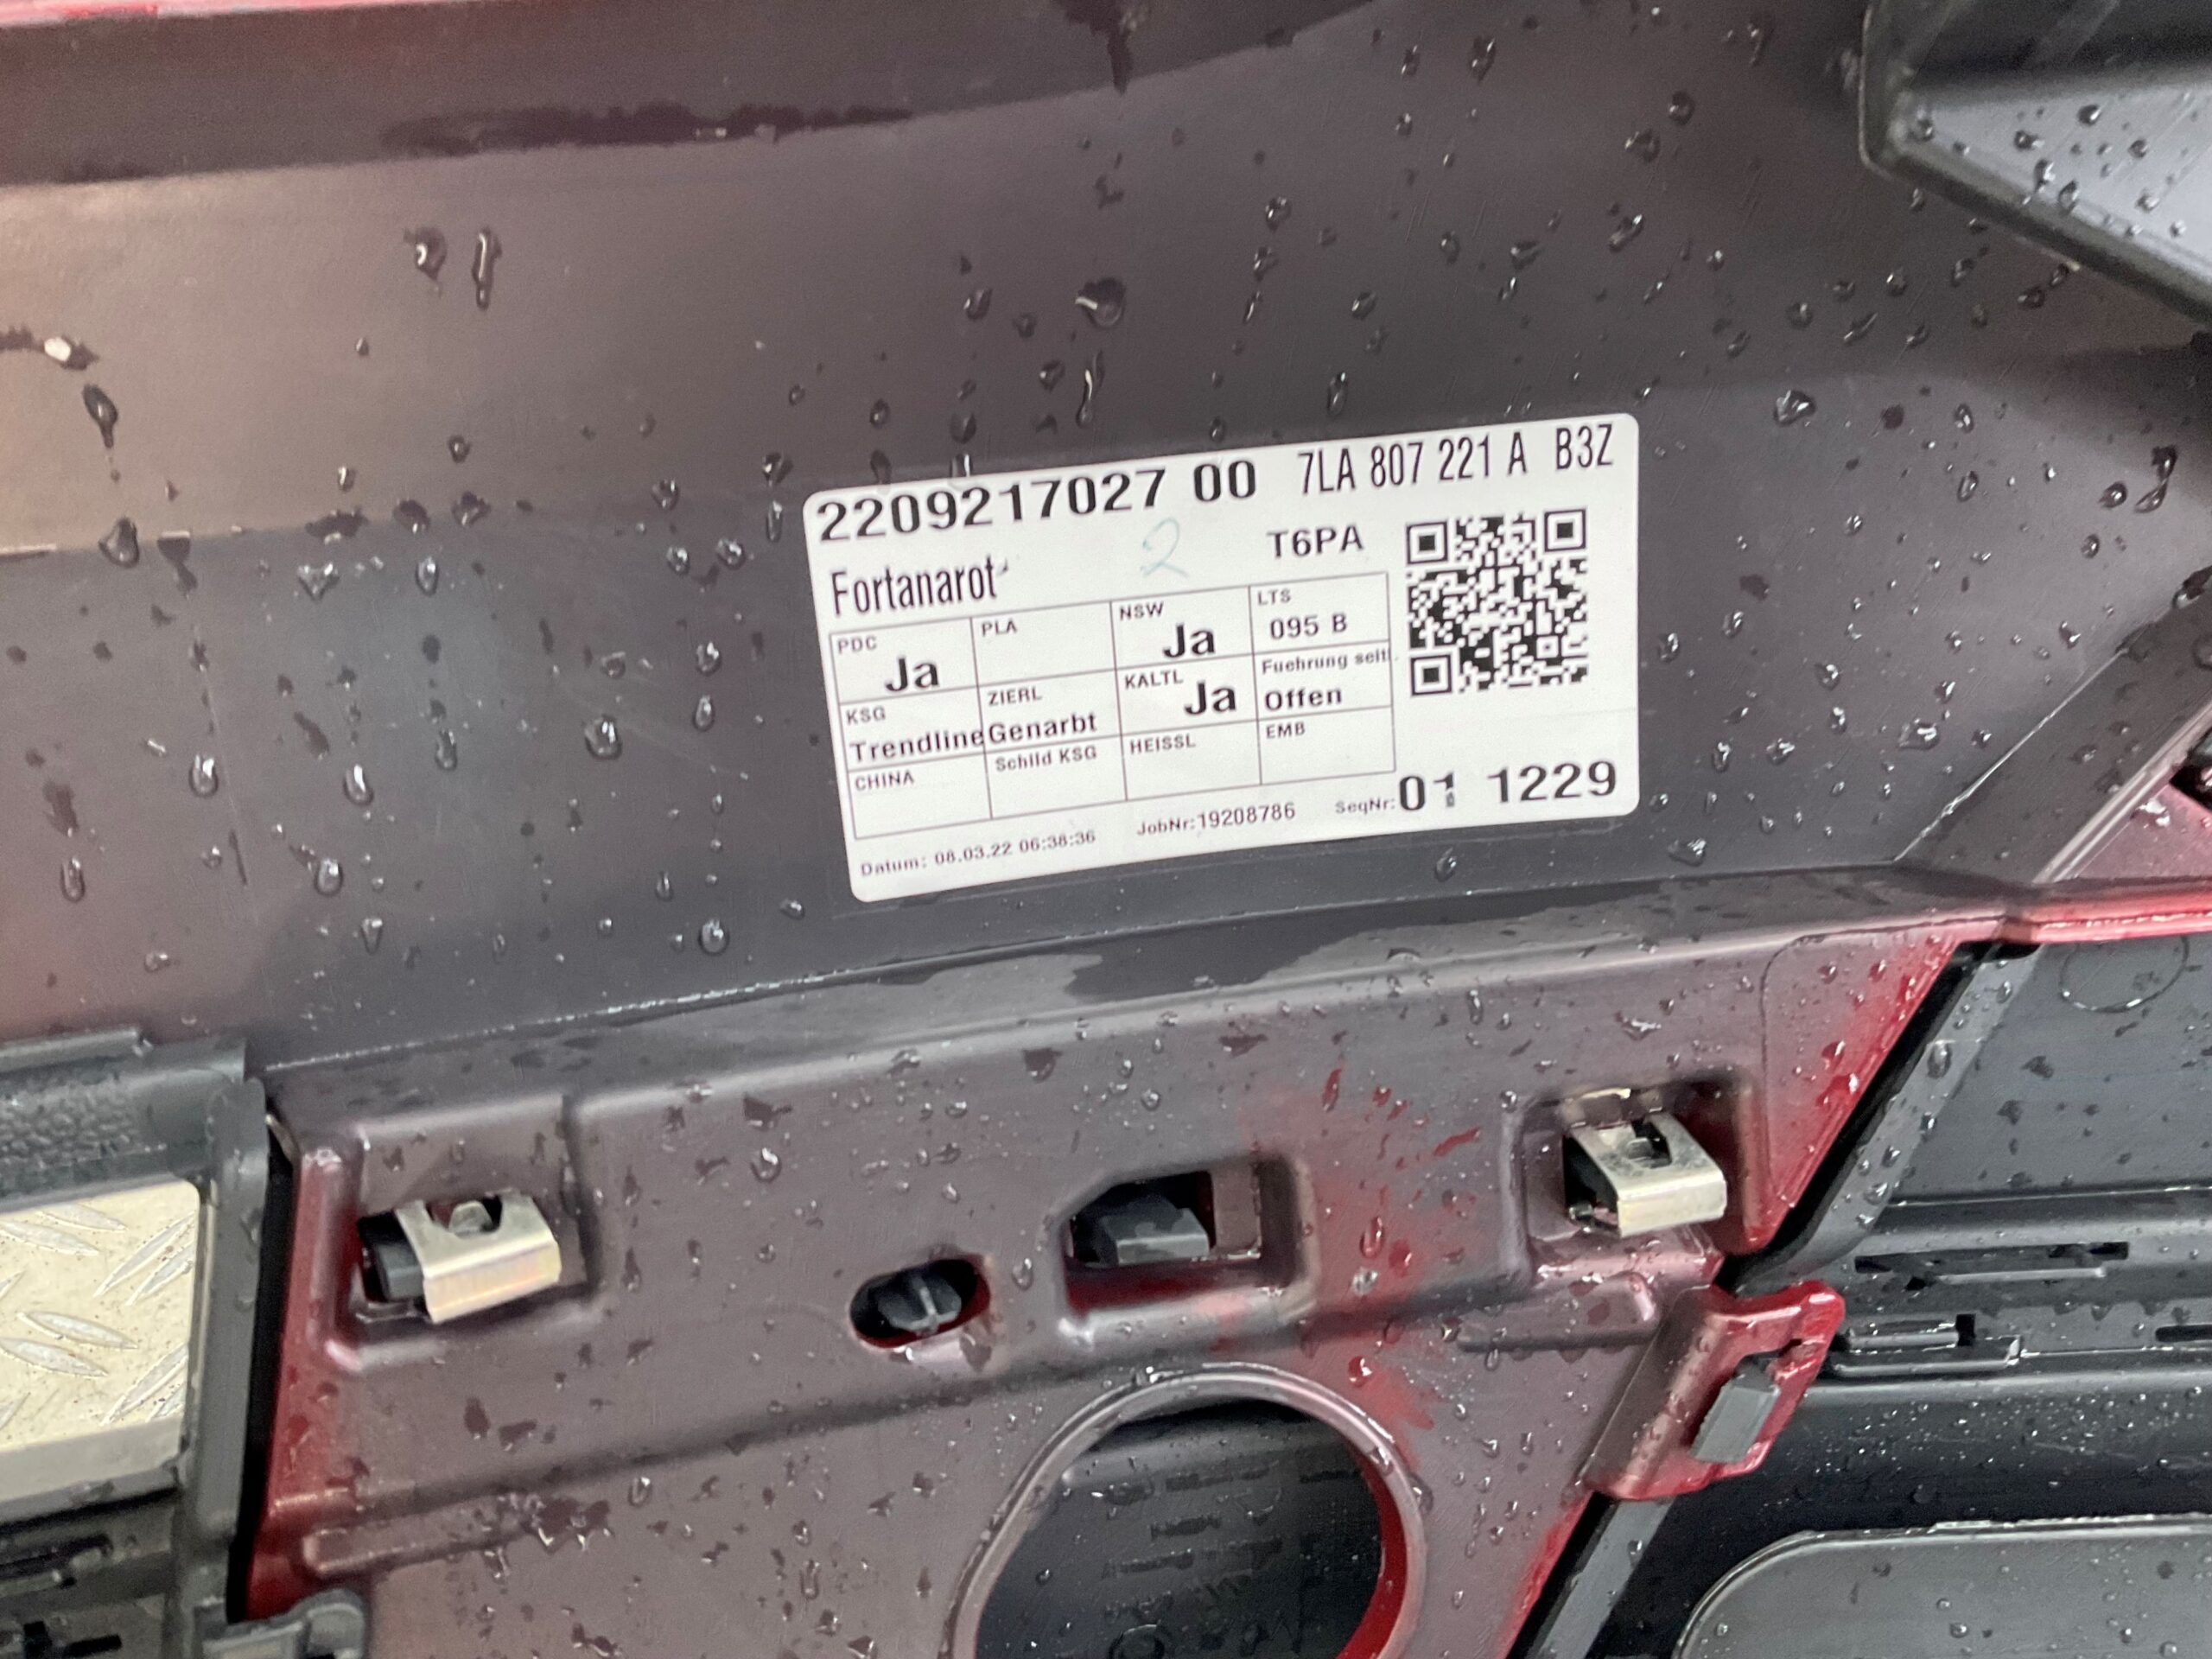 2209217027 00 7LA 807 221 A B3Z
Fortanarot 2 T6PA
PDC PLA NSW LTS
Ja Ja 095 B
KSG ZIERL KALTL Fuehrung seitl.
Trendline Genarbt Ja Offen
CHINA Schild KSG HEISSL EMB
Datum: 08.03.22 06:38:36 JobNr:19208786 SeqNr:01 1229